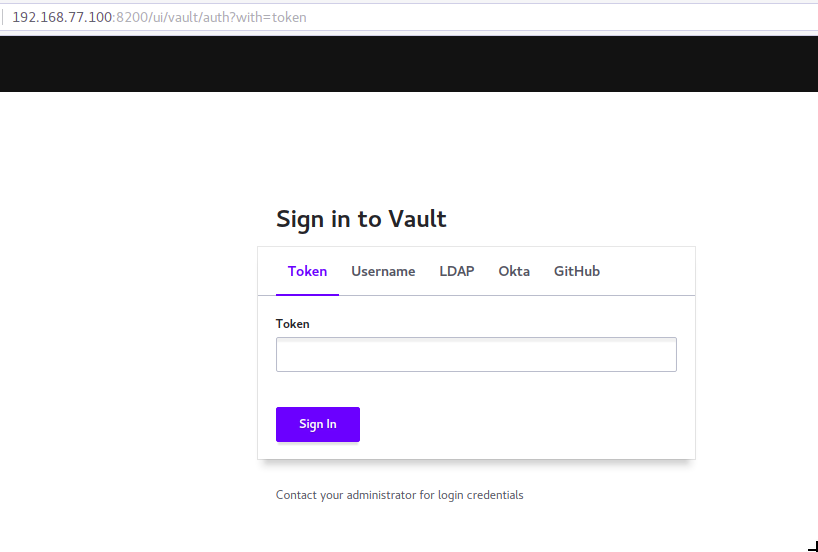 192.168.77.100:8200/ui/vault/auth?with=token
Sign in to Vault
Token Username LDAP Okta GitHub
Token
Sign In
Contact your administrator for login credentials